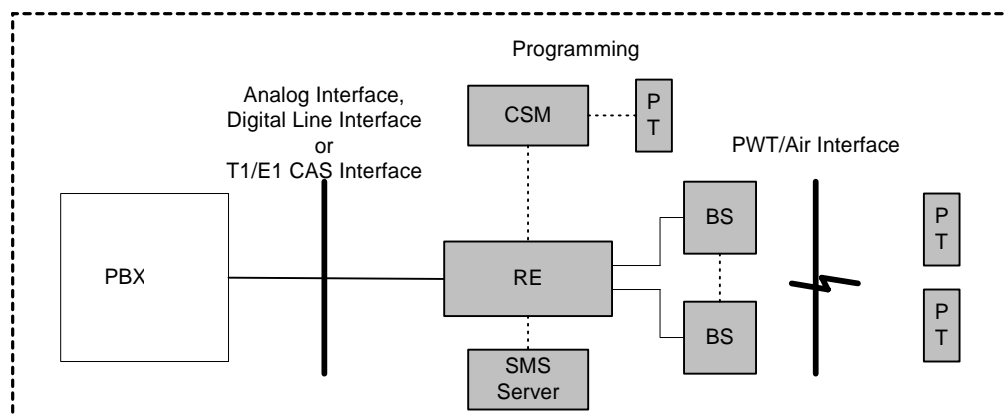 Programming
Analog Interface,
Digital Line Interface
or
T1/E1 CAS Interface
CSM
P
T
PWT/Air Interface
PBX
RE
BS
BS
P
T
P
T
SMS
Server